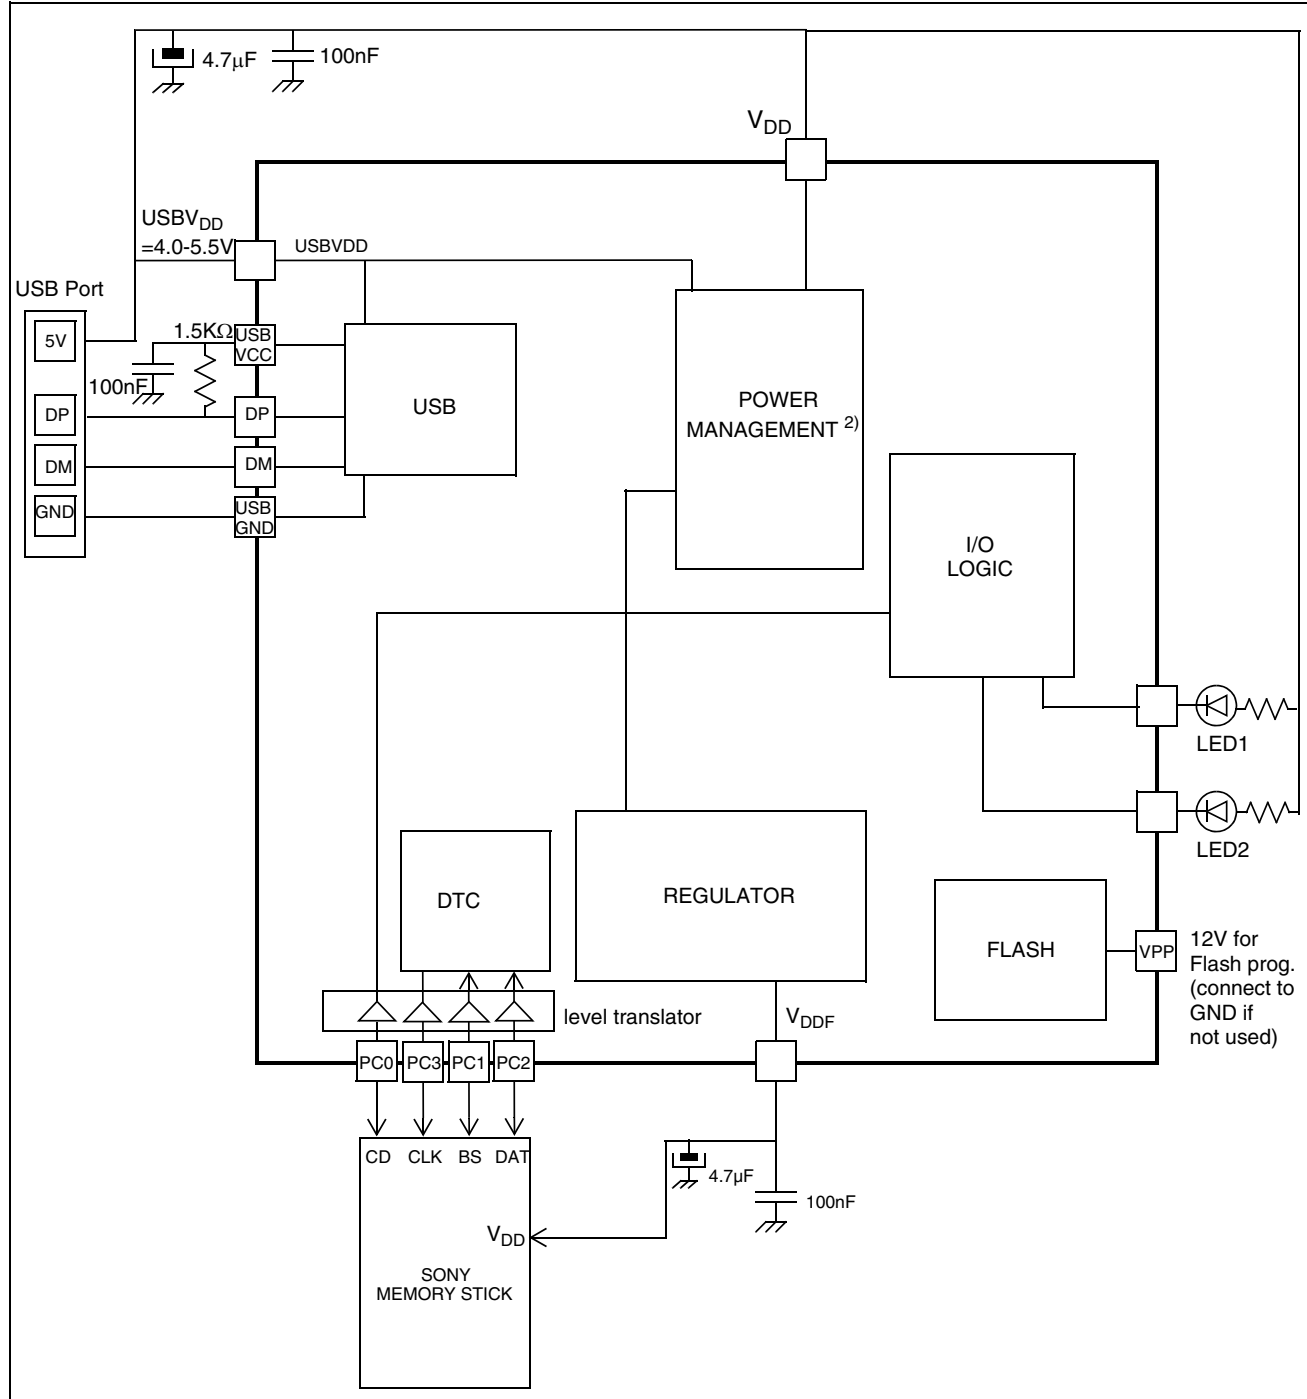 4.7μF
100nF
VDD
USBVDD
=4.0-5.5V
USBVDD
USB Port
5V
1.5KΩ
USB
VCC
100nF
DP
DP
USB
POWER
MANAGEMENT 2)
DM
DM
GND
USB
GND
I/O
LOGIC
LED1
LED2
DTC
REGULATOR
FLASH
VPP
12V for
Flash prog.
(connect to
GND if
not used)
level translator
VDDF
PC0
PC3
PC1
PC2
CD
CLK
BS
DAT
4.7µF
100nF
VDD
SONY
MEMORY STICK